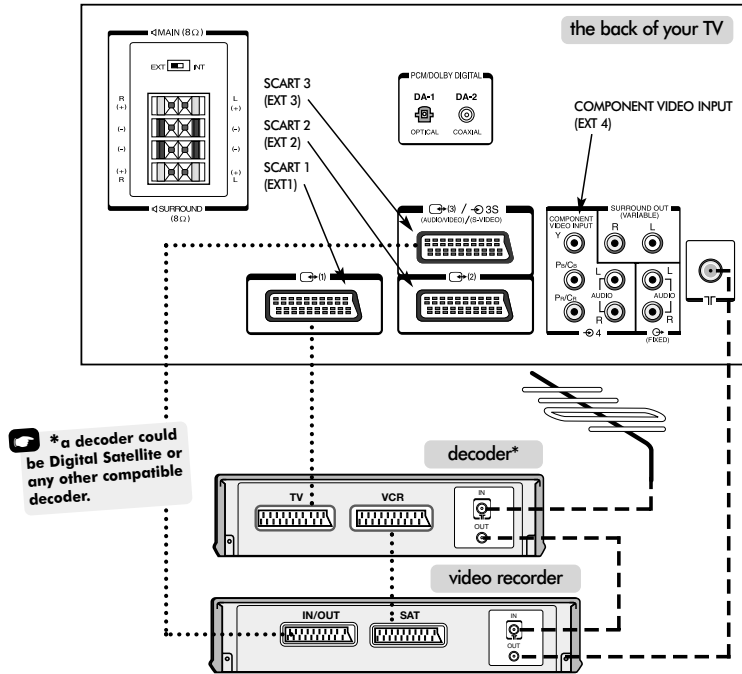 the back of your TV
MAIN (8Ω)
EXT INT
R
(+)
L
(+)
(-)
(-)
(-)
(-)
(+)
R
(+)
L
SURROUND
(8Ω)
SCART 3
(EXT 3)
SCART 2
(EXT 2)
SCART 1
(EXT1)
PCM/DOLBY DIGITAL
DA-1 DA-2
OPTICAL COAXIAL
COMPONENT VIDEO INPUT
(EXT 4)
(3) / 3S
(AUDIO/VIDEO)/(S-VIDEO)
(1)
(2)
COMPONENT
VIDEO INPUT
Y
PB/CB
PR/CR
SURROUND OUT
(VARIABLE)
R L
L
AUDIO
R
4
L
AUDIO
R
(FIXED)
*a decoder could
be Digital Satellite or
any other compatible
decoder.
decoder*
TV VCR
IN
OUT
video recorder
IN/OUT SAT
IN
OUT